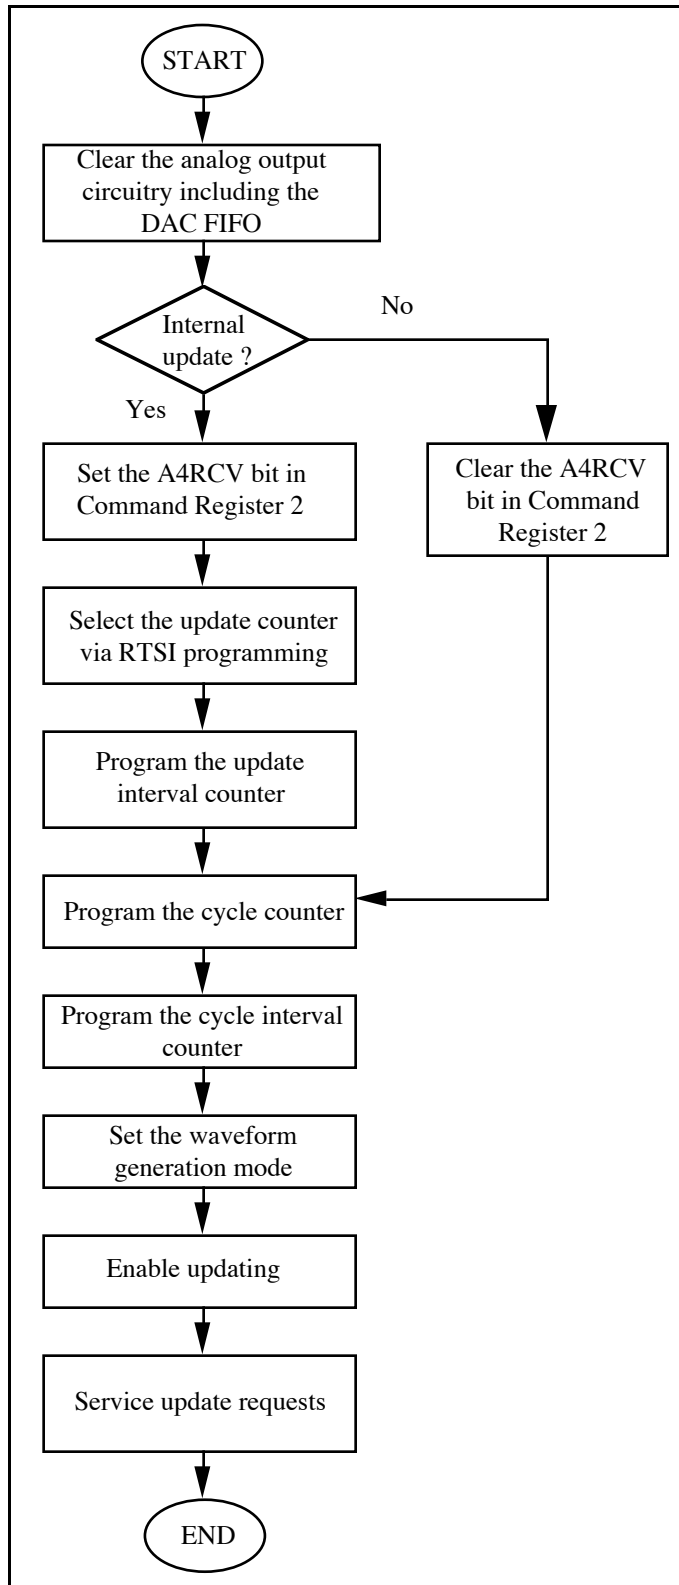 START
Clear the analog output
circuitry including the
DAC FIFO
No
Internal
update ?
Yes
Set the A4RCV bit in
Command Register 2
Clear the A4RCV
bit in Command
Register 2
Select the update counter
via RTSI programming
Program the update
interval counter
Program the cycle counter
Program the cycle interval
counter
Set the waveform
generation mode
Enable updating
Service update requests
END